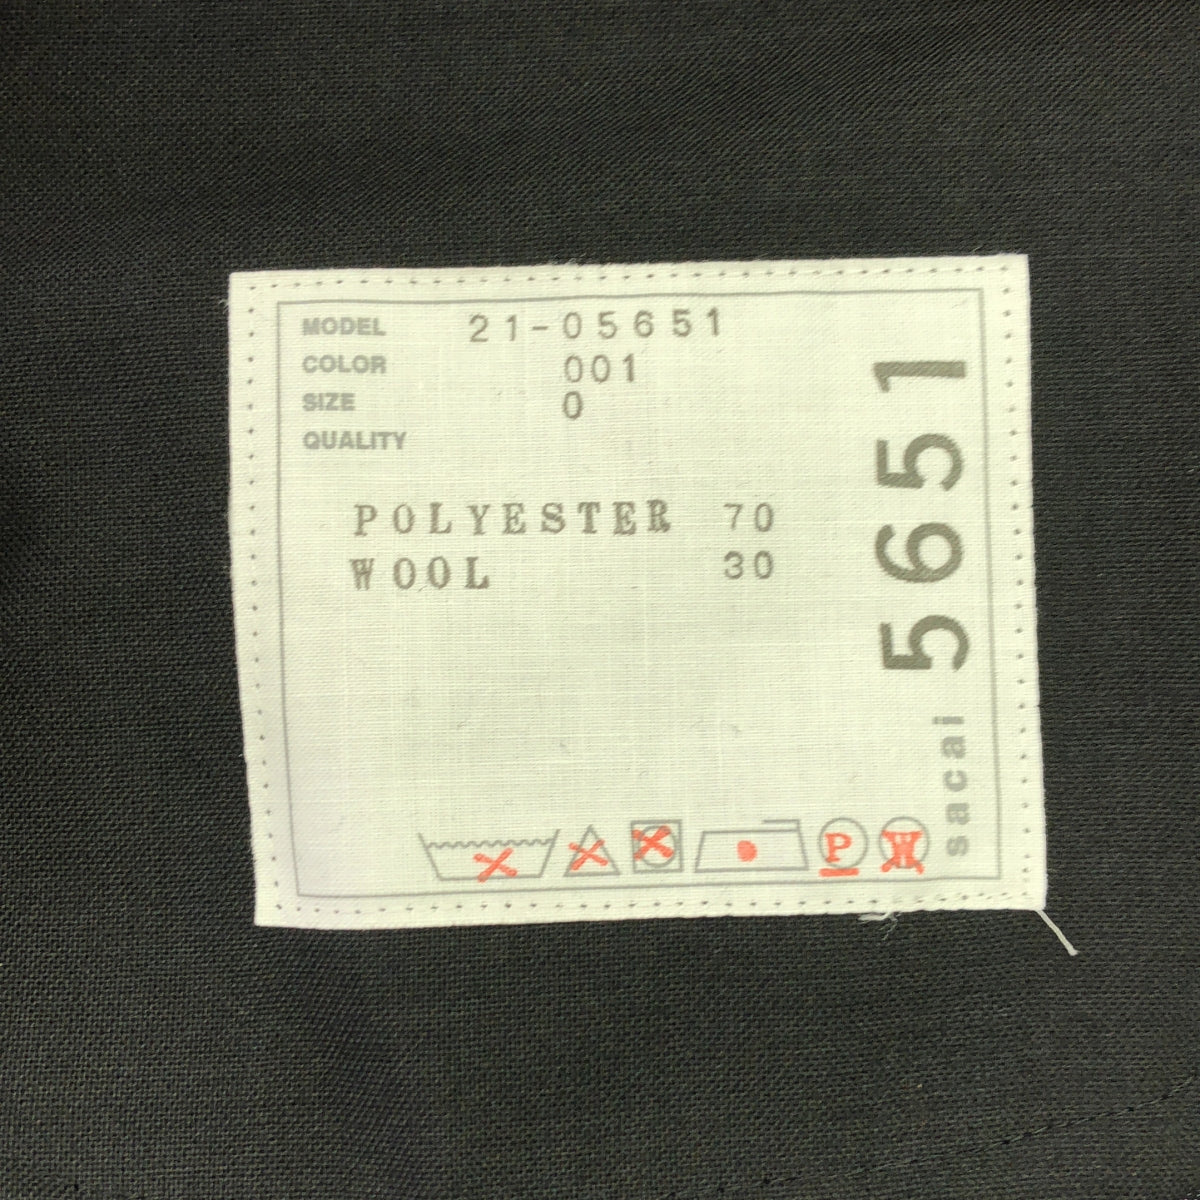 MODEL 21-05651
COLOR 001
SIZE 0
QUALITY
POLYESTER 70
WOOL 30
P W
sacai 5651